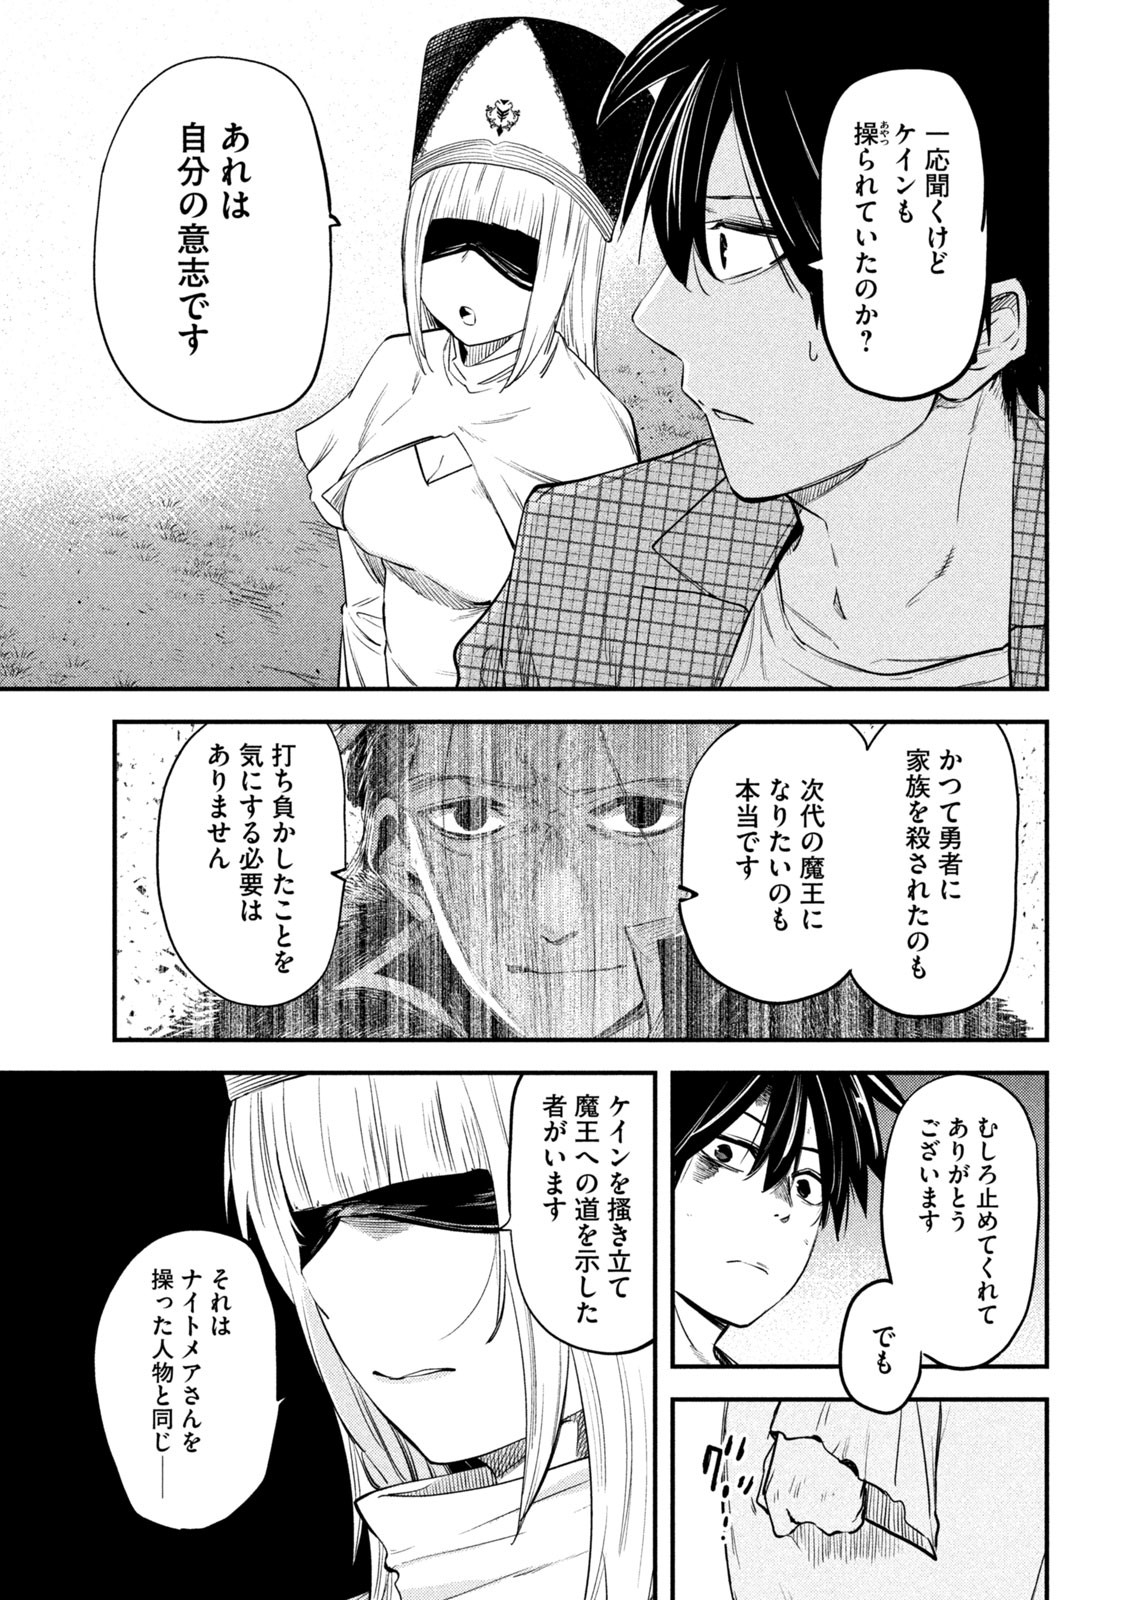 一応聞くけど
ケインも
操られていたのか？
あやつ
あれは
自分の意志です
かつて勇者に
家族を殺されたのも
次代の魔王に
なりたいのも
本当です
打ち負かしたことを
気にする必要は
ありません
むしろ止めてくれて
ありがとう
ございます
でも
グッ
ケインを掻き立て
魔王への道を示した
者がいます
それは
ナイトメアさんを
操った人物と同じ──